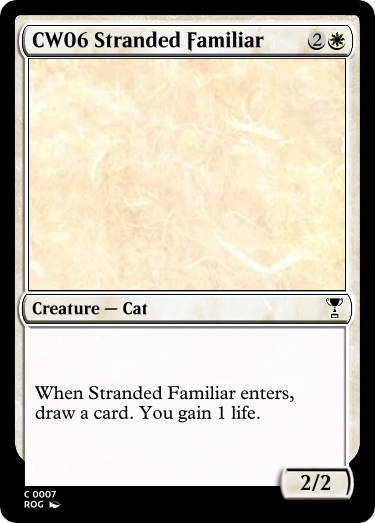 CW06 Stranded Familiar 2
Creature — Cat
When Stranded Familiar enters,
draw a card. You gain 1 life.
2/2
C 0007
ROG